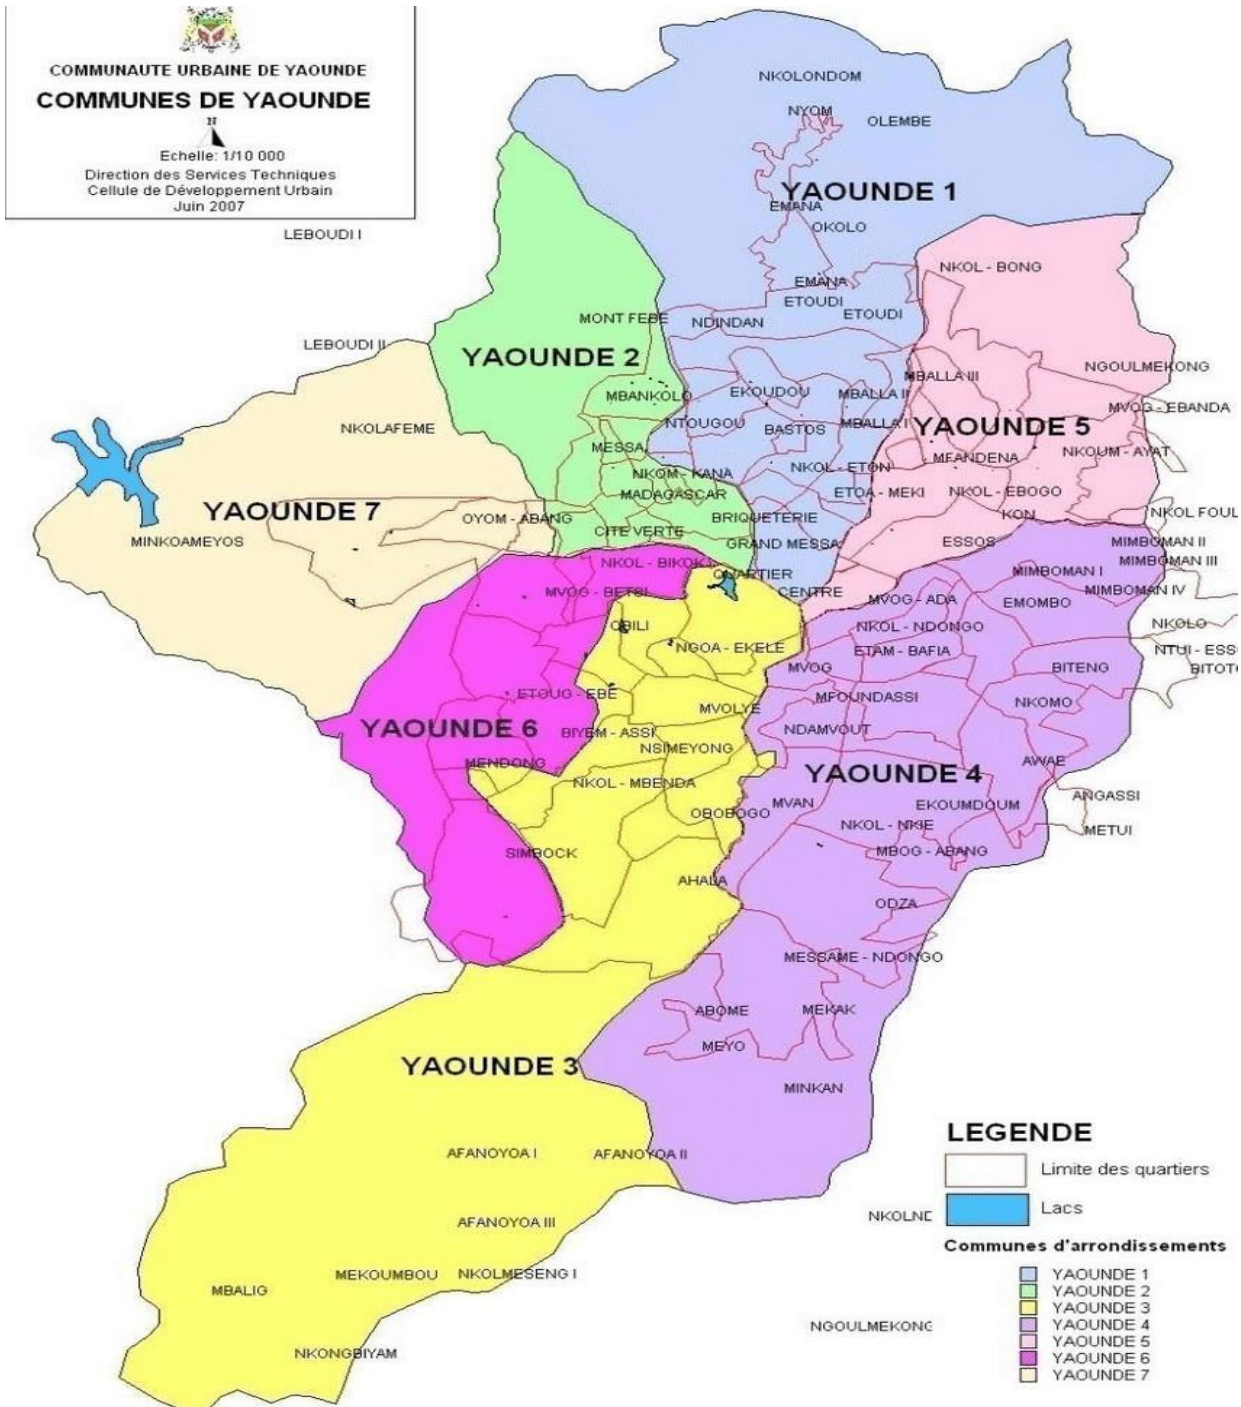 COMMUNAUTE URBAINE DE YAOUNDE
COMMUNES DE YAOUNDE
N
Echelle: 1/10 000
Direction des Services Techniques
Cellule de Développement Urbain
Juin 2007
LEBOUDI I
NKOLONDOM
NYOM
OLEMBE
YAOUNDE 1
EMANA
OKOLO
NKOL - BONG
EMANA
ETOUDI
ETOUDI
MONT FEBE
NDINDAN
LEBOUDI II
YAOUNDE 2
NGOULMEKONG
MBALLA III
MBANKOLO
EKOUDOU
MBALLA II
MVOG - EBANDA
NKOLAFEME
NTOUGOU
BASTOS
MBALLA I
YAOUNDE 5
MESSA
MFANDENA
NKOUM - AYAT
NKOM - KANA
NKOL - ETON
MADAGASCAR
ETOA - MEKI
NKOL - EBOGO
YAOUNDE 7
OYOM - ABANG
BRIQUETERIE
KON
NKOL FOUL
CITE VERTE
MINKOAMEYOS
GRAND MESSA
ESSOS
MIMBOMAN II
NKOL - BIKOK
MIMBOMAN III
QUARTIER
MIMBOMAN I
MVOG - BETSI
CENTRE
MVOG - ADA
EMOMBO
MIMBOMAN IV
OBILI
NKOL - NDONGO
NKOLO
NGOA - EKELE
ETAM - BAFIA
NTUI - ESS
MVOG
BITENG
BITOTO
ETOUG - EBE
MFOUNDASSI
NKOMO
MVOLYE
YAOUNDE 6
BIYEM - ASSI
NDAMVOUT
NSIMEYONG
MENDONG
AWAE
YAOUNDE 4
NKOL - MBENDA
ANGASSI
MVAN
EKOUMDOUM
OBOBOGO
NKOL - NKIE
METUI
SIMBOCK
MBOG - ABANG
AHALA
ODZA
MESSAME - NDONGO
ABOME
MEKAK
MEYO
YAOUNDE 3
MINKAN
AFANOYOA I
AFANOYOA II
AFANOYOA III
NKOLND
MEKOUMBOU
NKOLMESENG I
MBALIG
NGOULMEKONG
NKONGBIYAM
LEGENDE
Limite des quartiers
Lacs
Communes d'arrondissements
YAOUNDE 1
YAOUNDE 2
YAOUNDE 3
YAOUNDE 4
YAOUNDE 5
YAOUNDE 6
YAOUNDE 7